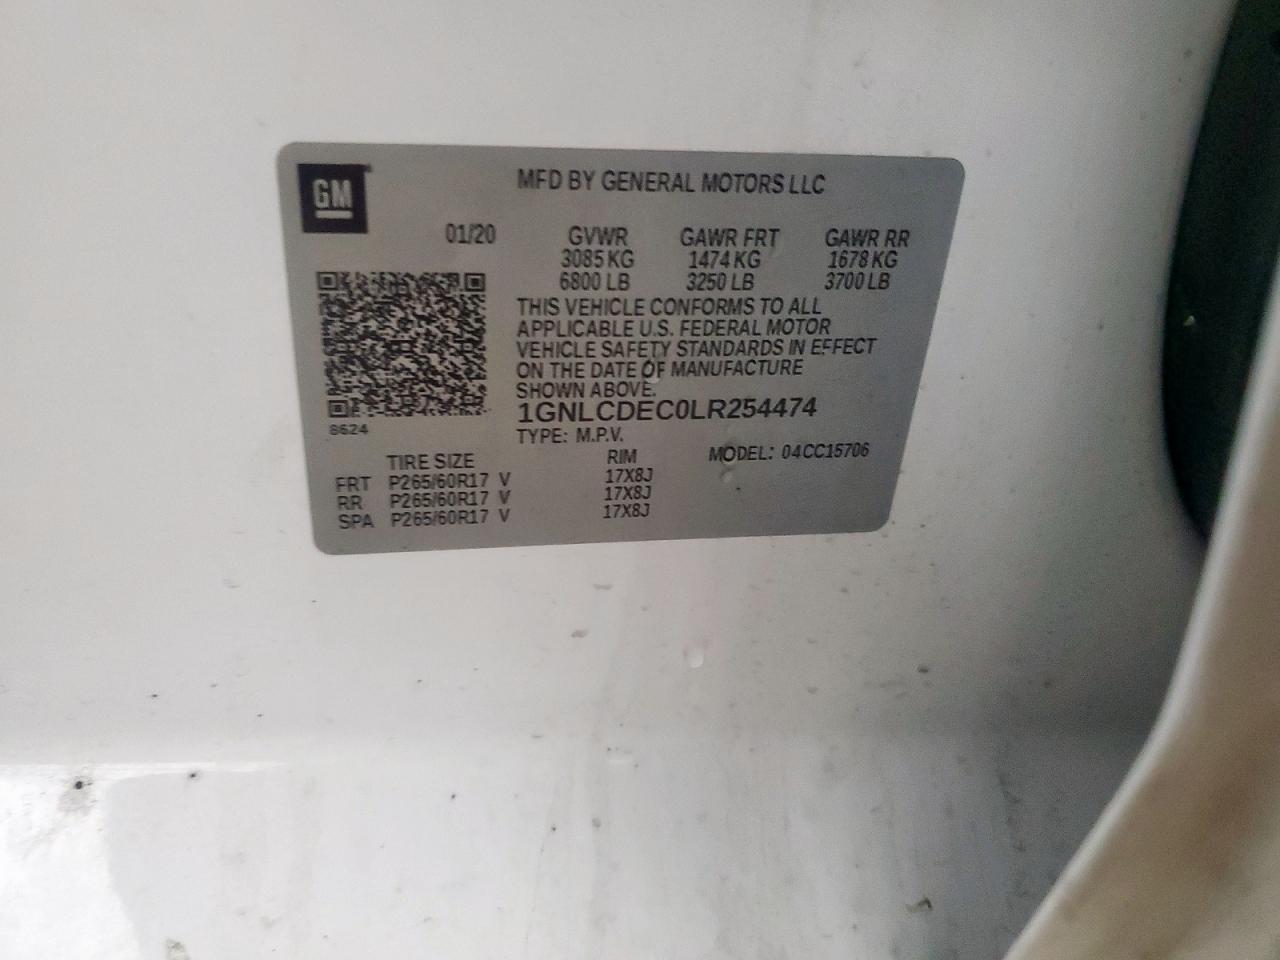 GM
MFD BY GENERAL MOTORS LLC
01/20 GVWR GAWR FRT GAWR RR
3085 KG 1474 KG 1678 KG
6800 LB 3250 LB 3700 LB
THIS VEHICLE CONFORMS TO ALL
APPLICABLE U.S. FEDERAL MOTOR
VEHICLE SAFETY STANDARDS IN EFFECT
ON THE DATE OF MANUFACTURE
SHOWN ABOVE.
1GNLCDEC0LR254474
8624
TYPE: M.P.V.
TIRE SIZE RIM MODEL: 04CC15706
FRT P265/60R17 V 17X8J
RR P265/60R17 V 17X8J
SPA P265/60R17 V 17X8J